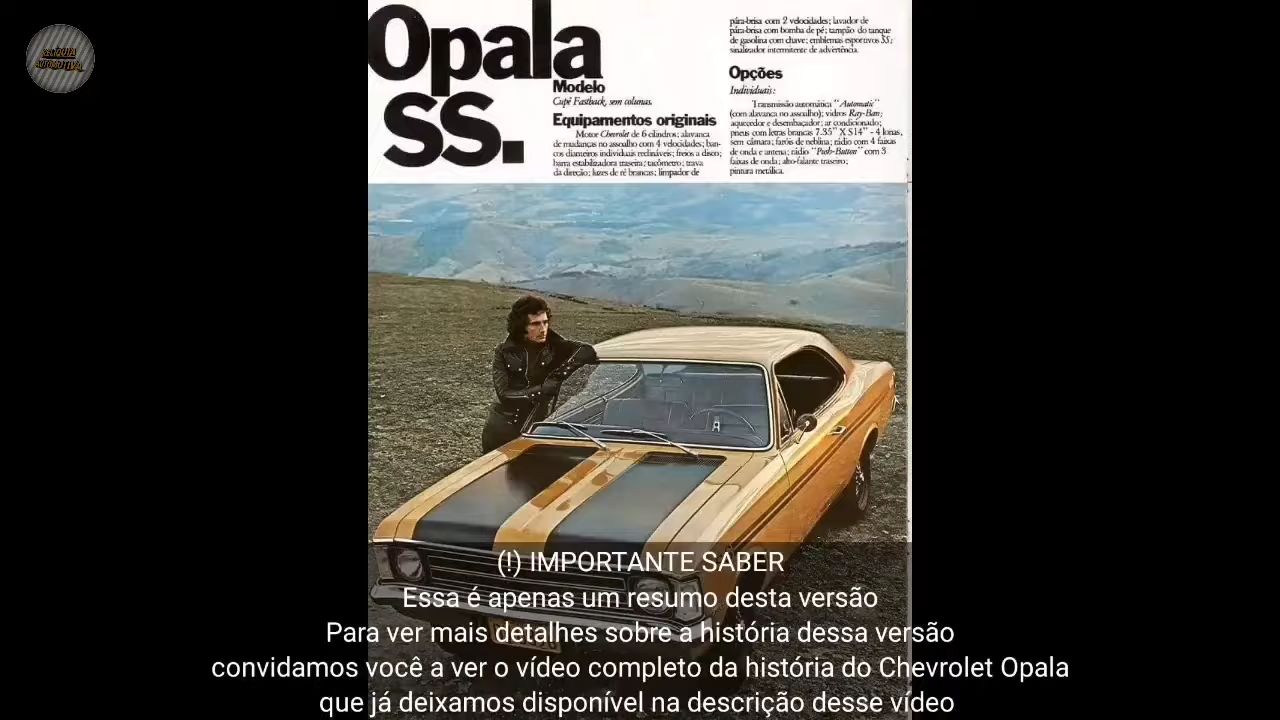 RELÍQUIA
AUTOMOTIVA
Opala
SS.
Modelo
Cupê Fastback, sem colunas.
Equipamentos originais
Motor Chevrolet de 6 cilindros; alavanca
de mudanças no assoalho com 4 velocidades; ban-
cos dianteiros individuais reclináveis; freios a disco;
barra estabilizadora traseira; tacômetro; trava
da direção; luzes de ré brancas; limpador de
pára-brisa com 2 velocidades; lavador de
pára-brisa com bomba de pé; tampão do tanque
de gasolina com chave; emblemas esportivos SS;
sinalizador intermitente de advertência.
Opções
Individuais:
Transmissão automática "Automatic"
(com alavanca no assoalho); vidros Ray-Ban;
aquecedor e desembaçador; ar condicionado;
pneus com letras brancas 7.35" X S14" - 4 lonas,
sem câmara; faróis de neblina; rádio com 4 faixas
de onda e antena; rádio "Push-Button" com 3
faixas de onda; alto-falante traseiro;
pintura metálica.
(!) IMPORTANTE SABER
Essa é apenas um resumo desta versão
Para ver mais detalhes sobre a história dessa versão
convidamos você a ver o vídeo completo da história do Chevrolet Opala
que já deixamos disponível na descrição desse vídeo